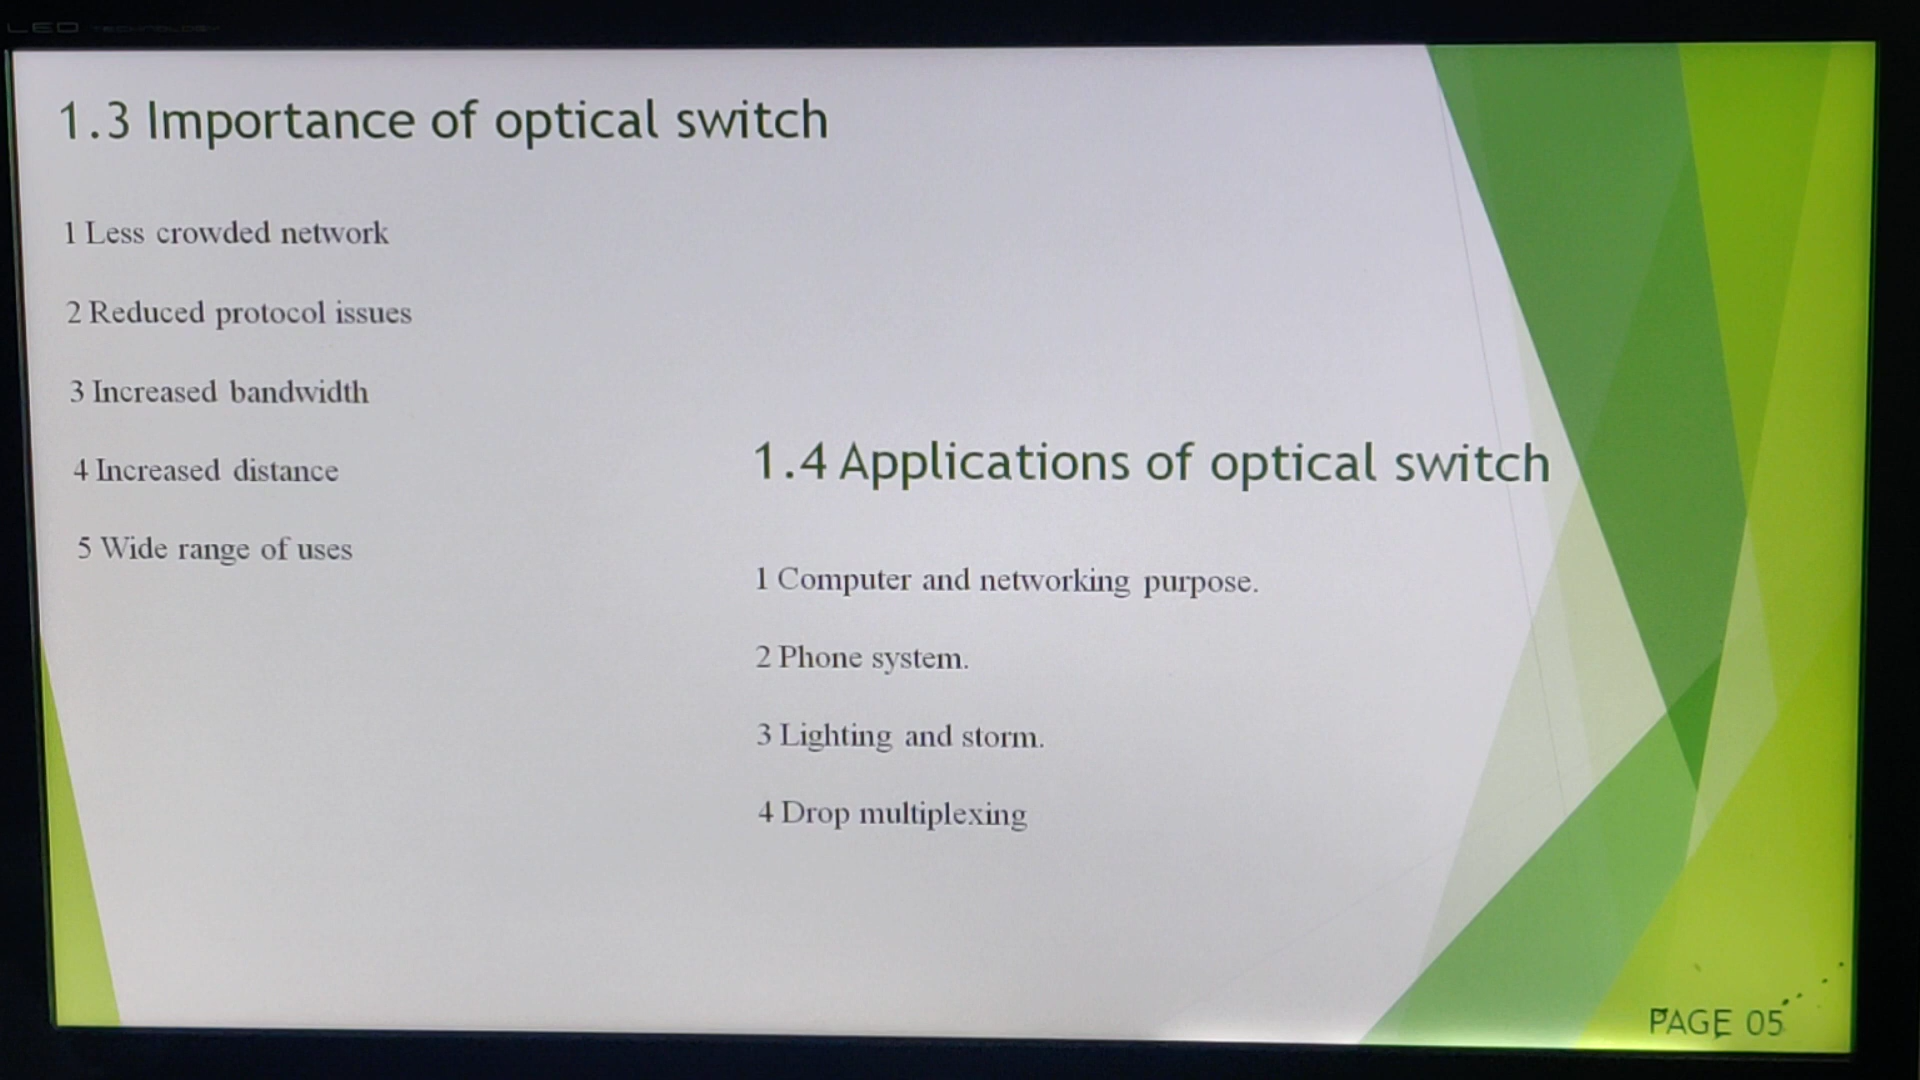 LED TECHNOLOGY
1.3 Importance of optical switch
1 Less crowded network
2 Reduced protocol issues
3 Increased bandwidth
4 Increased distance
5 Wide range of uses
1.4 Applications of optical switch
1 Computer and networking purpose.
2 Phone system.
3 Lighting and storm.
4 Drop multiplexing
PAGE 05